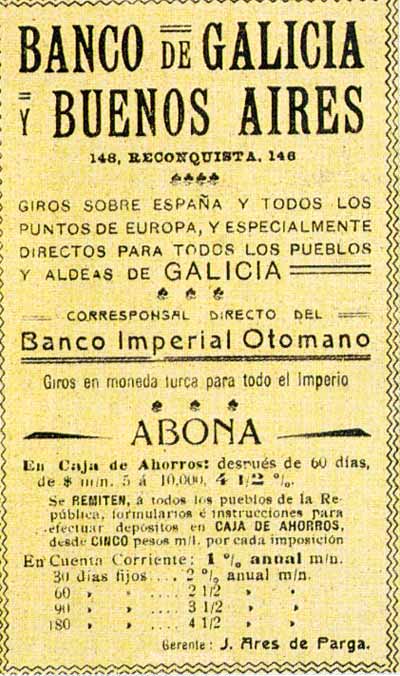 BANCO DE GALICIA
Y BUENOS AIRES
146, RECONQUISTA, 146
GIROS SOBRE ESPAÑA Y TODOS LOS
PUNTOS DE EUROPA, Y ESPECIALMENTE
DIRECTOS PARA TODOS LOS PUEBLOS
Y ALDEAS DE GALICIA
CORRESPONSAL DIRECTO DEL
Banco Imperial Otomano
Giros en moneda turca para todo el Imperio
ABONA
En Caja de Ahorros: después de 60 días,
de $ m/n. 5 á 10,000, 4 1/2 %.
Se REMITEN, á todos los pueblos de la Re-
pública, formularios é instrucciones para
efectuar depósitos en CAJA DE AHORROS,
desde CINCO pesos m/l. por cada imposición
En Cuenta Corriente: 1 % anual m/n.
30 días fijos .... 2 % anual m/n.
60 » » .... 2 1/2 » »
90 » » .... 3 1/2 » »
180 » » .... 4 1/2 » »
Gerente: J. Ares de Parga.